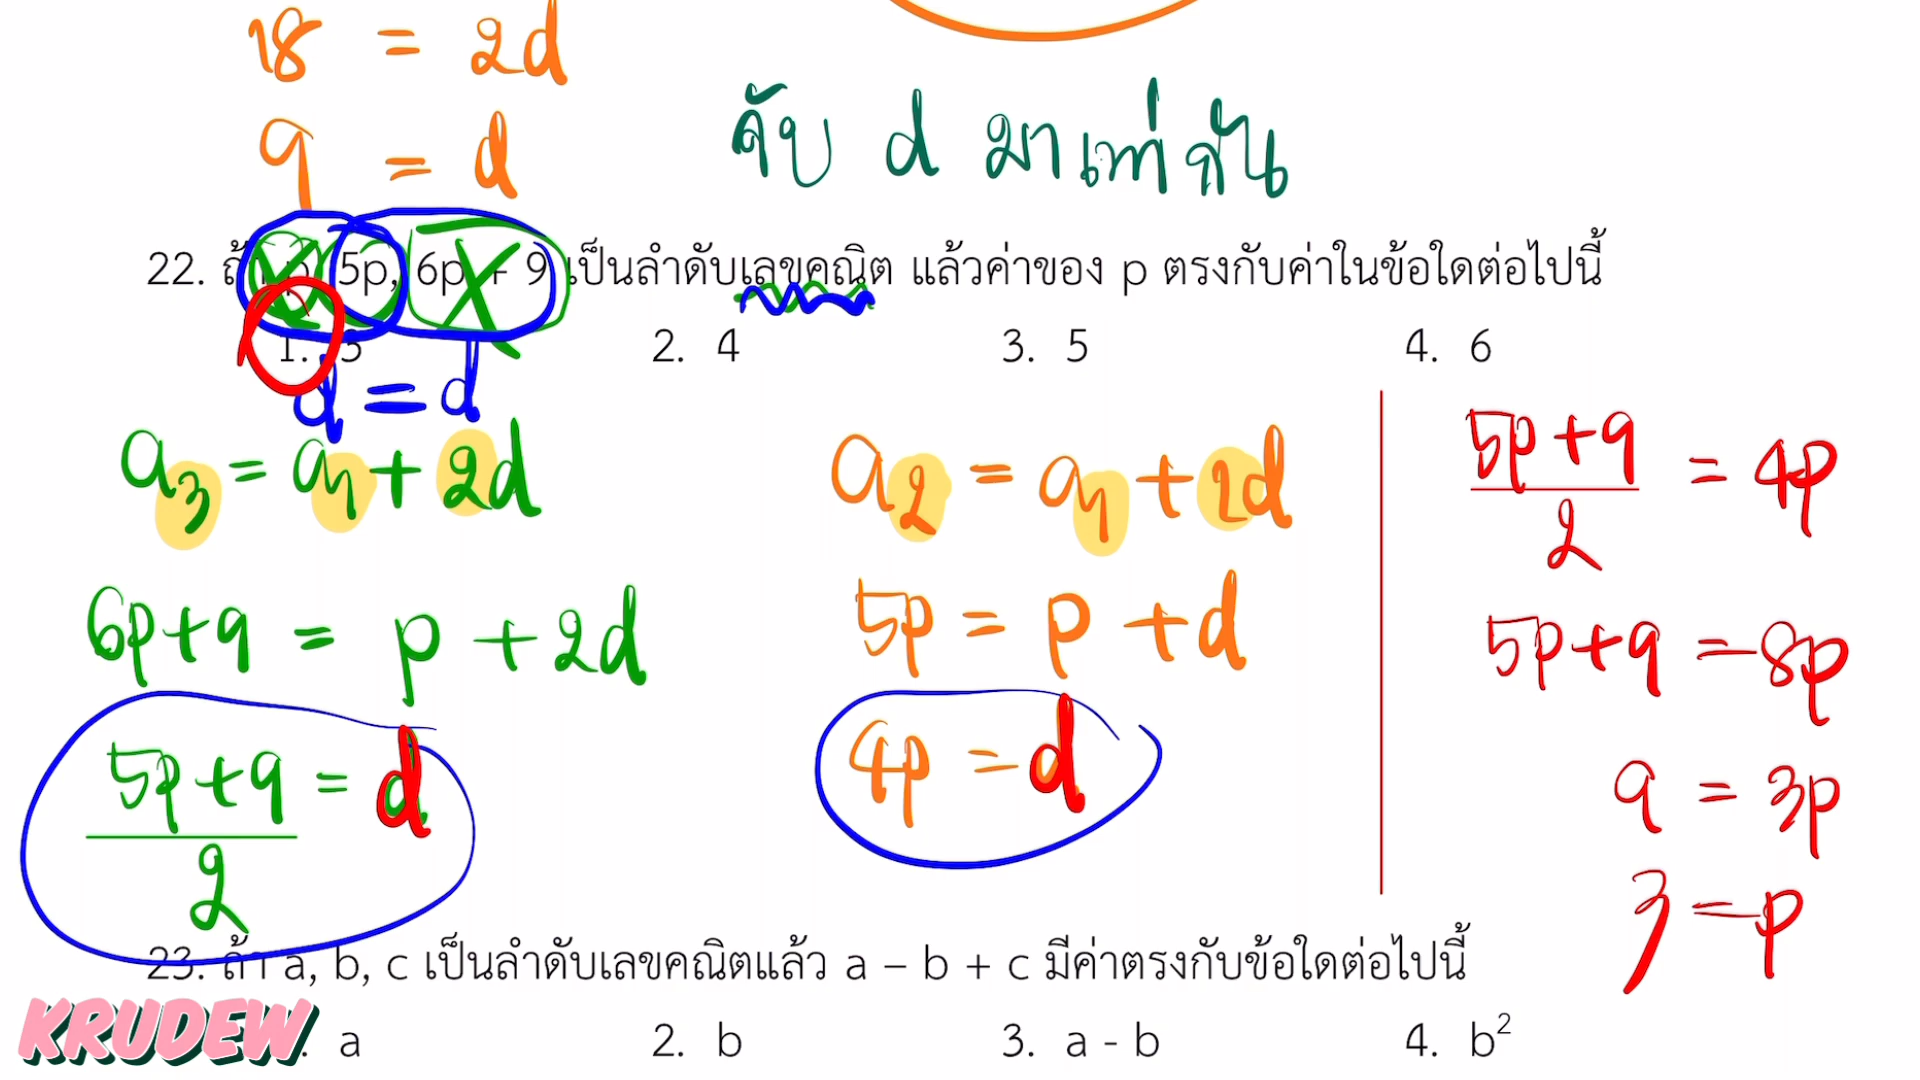 18 = 2d
9 = d
จับ d มาเท่ากัน
22. ถ้า p, 5p, 6p + 9 เป็นลำดับเลขคณิต แล้วค่าของ p ตรงกับค่าในข้อใดต่อไปนี้
1. 3 2. 4 3. 5 4. 6
d = d
a3 = a1 + 2d
6p+9 = p + 2d
5p+9 = d
2
a2 = a1 + 1d
5p = p + d
4p = d
5p+9 = 4p
2
5p+9 = 8p
9 = 3p
3 = p
23. ถ้า a, b, c เป็นลำดับเลขคณิตแล้ว a – b + c มีค่าตรงกับข้อใดต่อไปนี้
a 2. b 3. a - b 4. b²
KRUDEW